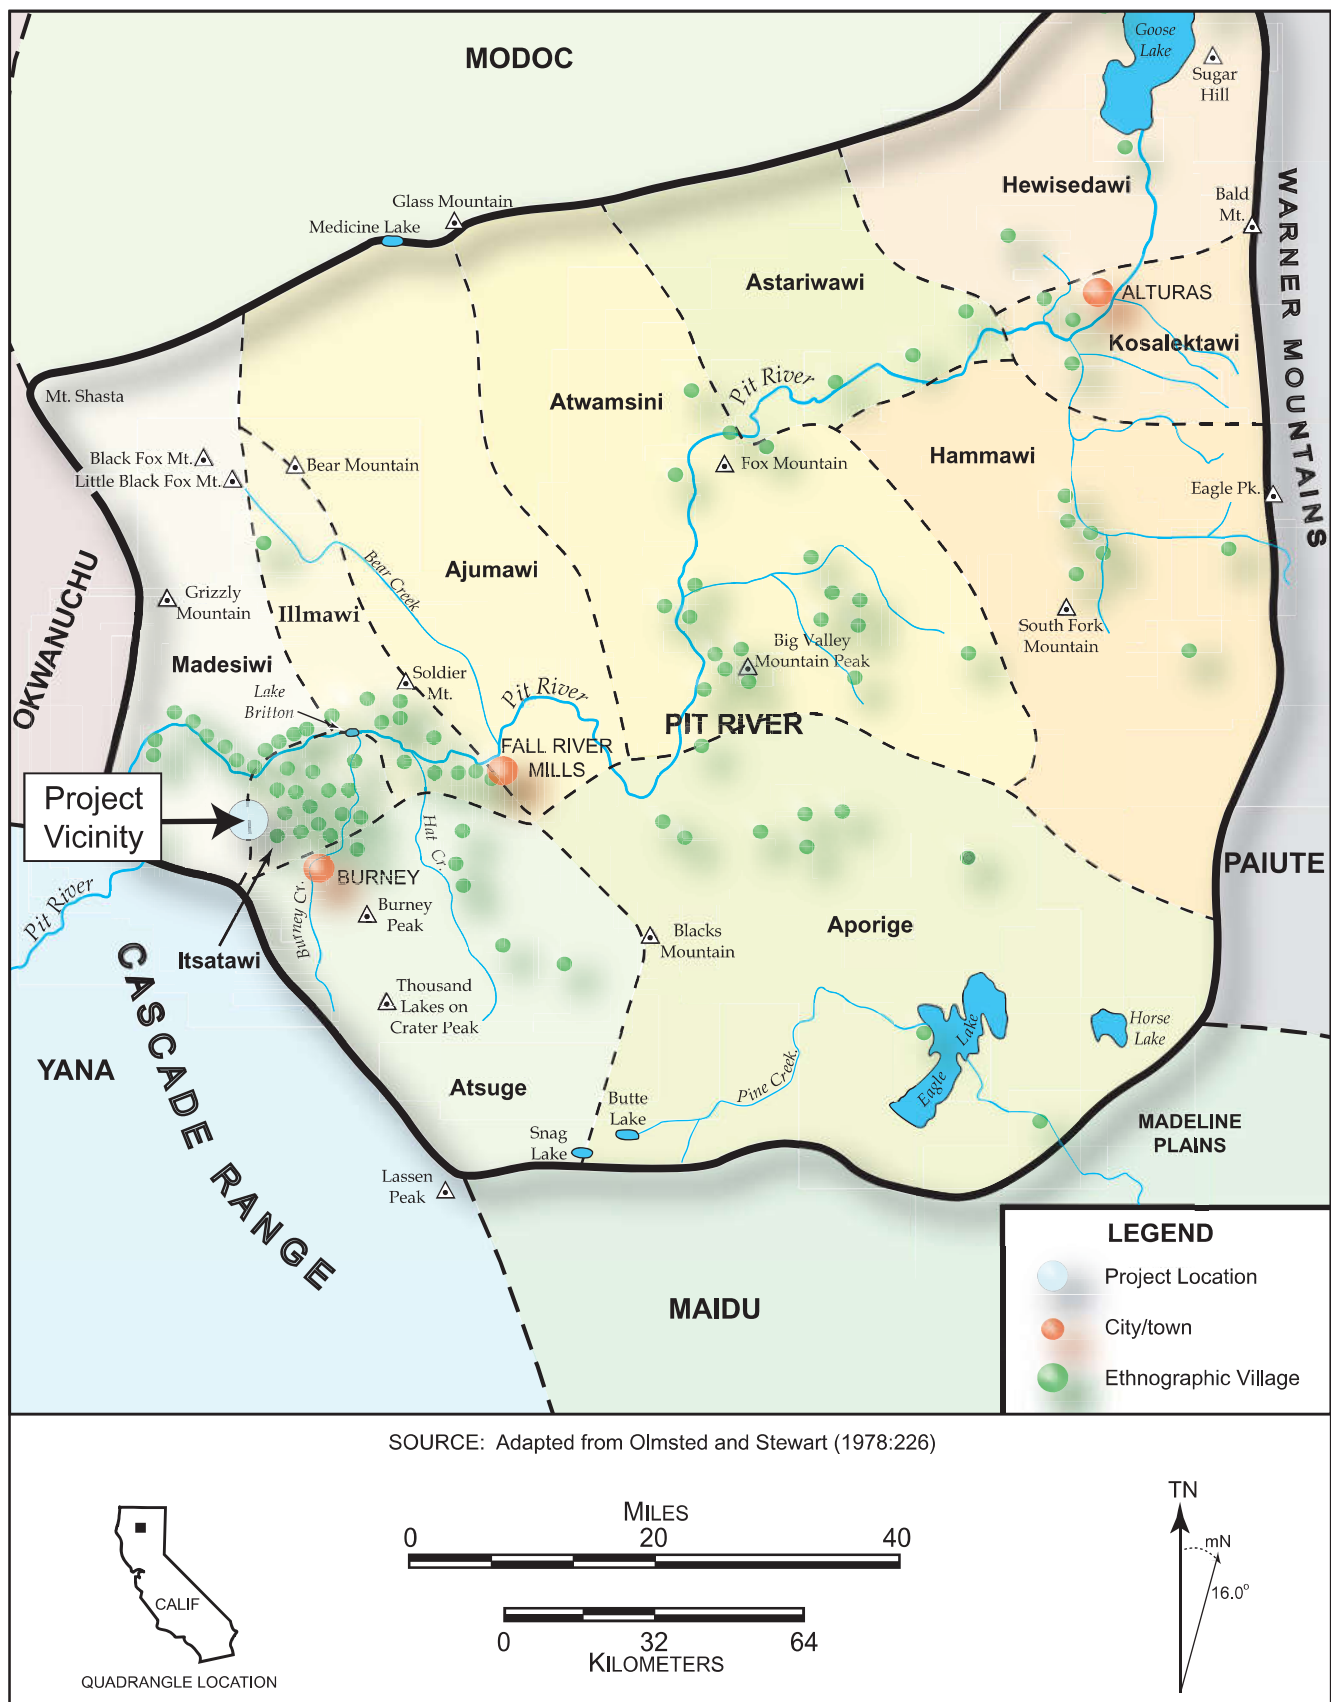 MODOC
Goose
Lake
Sugar
Hill
Hewisedawi
Bald
Mt.
WARNER MOUNTAINS
Glass Mountain
Medicine Lake
Astariwawi
ALTURAS
Kosalektawi
Mt. Shasta
Pit River
Atwamsini
Black Fox Mt.
Little Black Fox Mt.
Bear Mountain
Fox Mountain
Hammawi
Eagle Pk.
OKWANUCHU
Bear Creek
Ajumawi
Grizzly
Mountain
Illmawi
South Fork
Mountain
Madesiwi
Big Valley
Mountain Peak
Lake
Britton
Soldier
Mt.
Pit River
PIT RIVER
FALL RIVER
MILLS
Project
Vicinity
Hat Cr.
PAIUTE
BURNEY
Pit River
Burney Cr.
Burney
Peak
Blacks
Mountain
Aporige
Itsatawi
CASCADE RANGE
Thousand
Lakes on
Crater Peak
Eagle Lake
Horse
Lake
YANA
Atsuge
Pine Creek.
Butte
Lake
Snag
Lake
MADELINE
PLAINS
Lassen
Peak
MAIDU
LEGEND
Project Location
City/town
Ethnographic Village
SOURCE: Adapted from Olmsted and Stewart (1978:226)
MILES
0 20 40
0 32 64
KILOMETERS
TN
mN
16.0°
CALIF
QUADRANGLE LOCATION